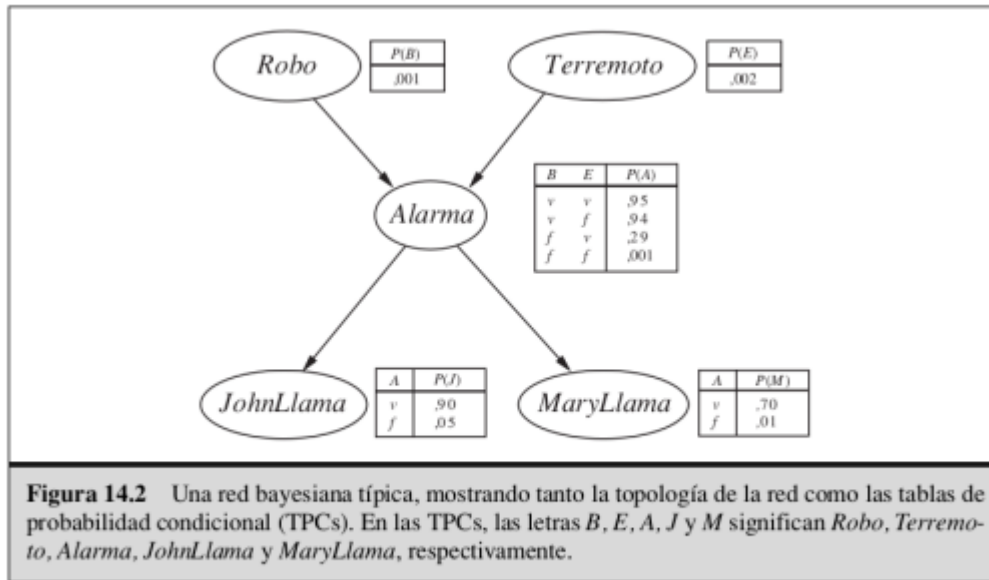 Robo
P(B)
,001
Terremoto
P(E)
,002
Alarma
B E P(A)
v v ,95
v f ,94
f v ,29
f f ,001
JohnLlama
A P(J)
v ,90
f ,05
MaryLlama
A P(M)
v ,70
f ,01
Figura 14.2 Una red bayesiana típica, mostrando tanto la topología de la red como las tablas de
probabilidad condicional (TPCs). En las TPCs, las letras B, E, A, J y M significan Robo, Terremo-
to, Alarma, JohnLlama y MaryLlama, respectivamente.